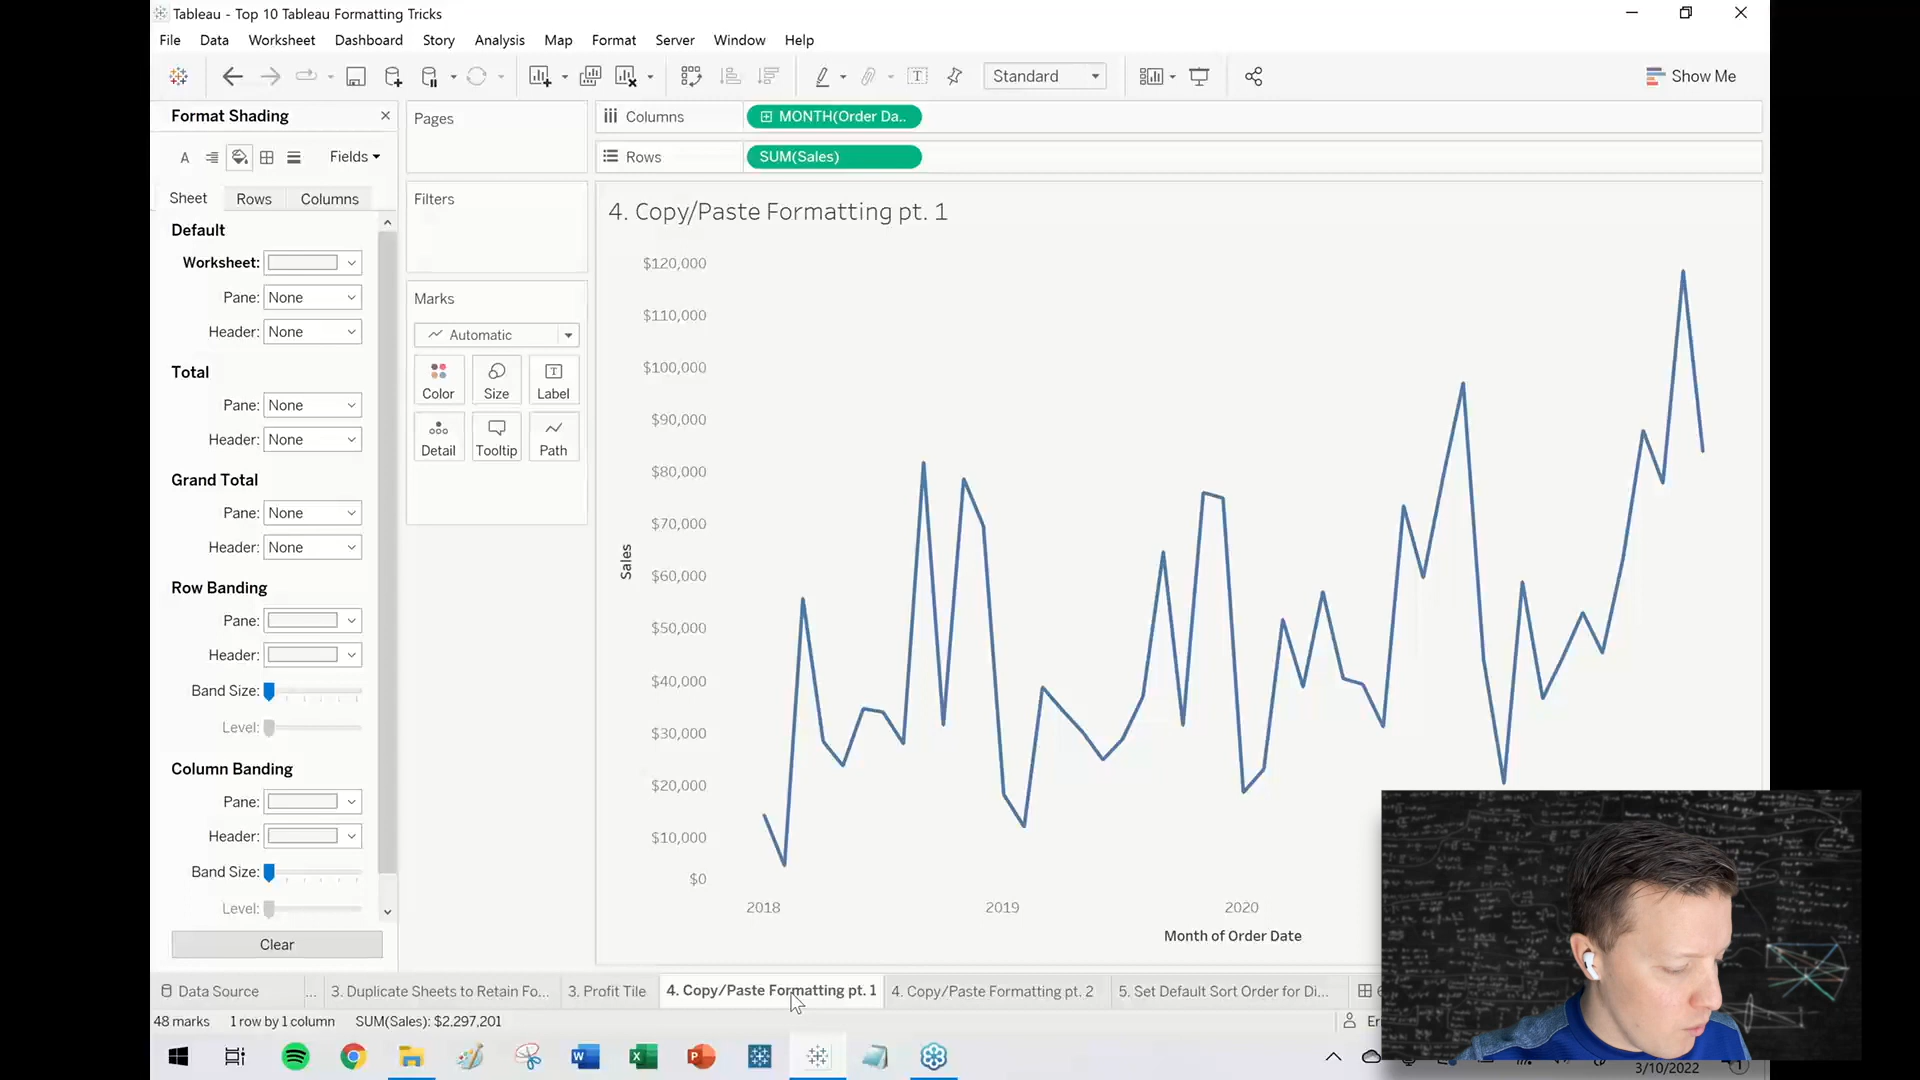 Tableau - Top 10 Tableau Formatting Tricks
File Data Worksheet Dashboard Story Analysis Map Format Server Window Help
Standard
Show Me
Format Shading
Fields
Sheet Rows Columns
Default
Worksheet:
Pane: None
Header: None
Total
Pane: None
Header: None
Grand Total
Pane: None
Header: None
Row Banding
Pane:
Header:
Band Size:
Level:
Column Banding
Pane:
Header:
Band Size:
Level:
Clear
Pages
Filters
Marks
Automatic
Color Size Label
Detail Tooltip Path
Columns MONTH(Order Da..
Rows SUM(Sales)
4. Copy/Paste Formatting pt. 1
$120,000
$110,000
$100,000
$90,000
$80,000
$70,000
$60,000
$50,000
$40,000
$30,000
$20,000
$10,000
$0
Sales
2018 2019 2020
Month of Order Date
Data Source ... 3. Duplicate Sheets to Retain Fo... 3. Profit Tile 4. Copy/Paste Formatting pt. 1 4. Copy/Paste Formatting pt. 2 5. Set Default Sort Order for Di...
48 marks 1 row by 1 column SUM(Sales): $2,297,201
3/10/2022